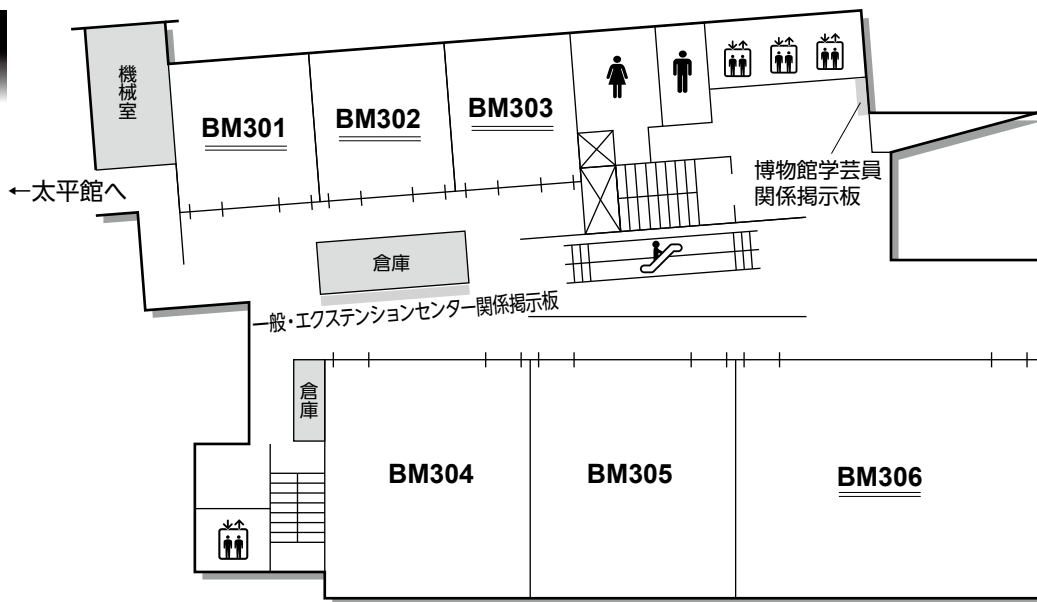 機械室
BM301
BM302
BM303
←太平館へ
博物館学芸員
関係掲示板
倉庫
一般・エクステンションセンター関係掲示板
倉庫
BM304
BM305
BM306